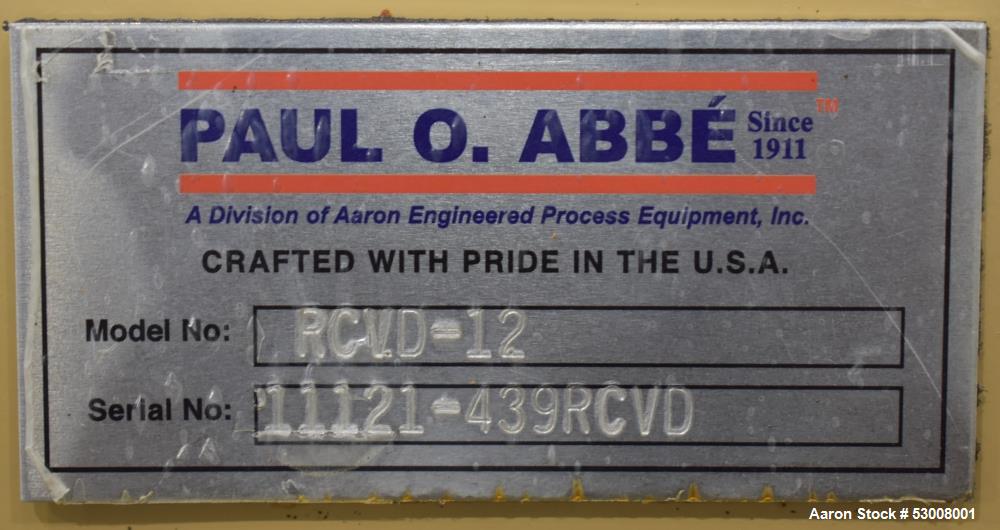 PAUL O. ABBÉ Since 1911 TM
A Division of Aaron Engineered Process Equipment, Inc.
CRAFTED WITH PRIDE IN THE U.S.A.
Model No: RCVD-12
Serial No: 11121-439RCVD
Aaron Stock # 53008001